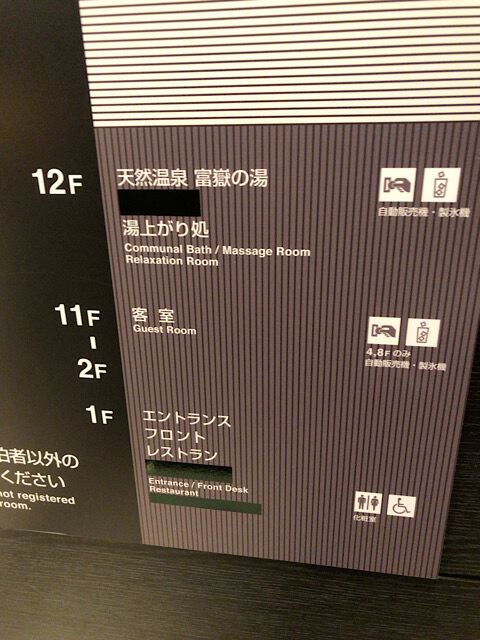 12F
天然温泉 富嶽の湯
湯上がり処
Communal Bath / Massage Room
Relaxation Room
自動販売機・製氷機
11F
2F
客 室
Guest Room
4,8Fのみ
自動販売機・製氷機
1F
エントランス
フロント
レストラン
Entrance / Front Desk
Restaurant
化粧室
泊者以外の
ください
not registered
room.